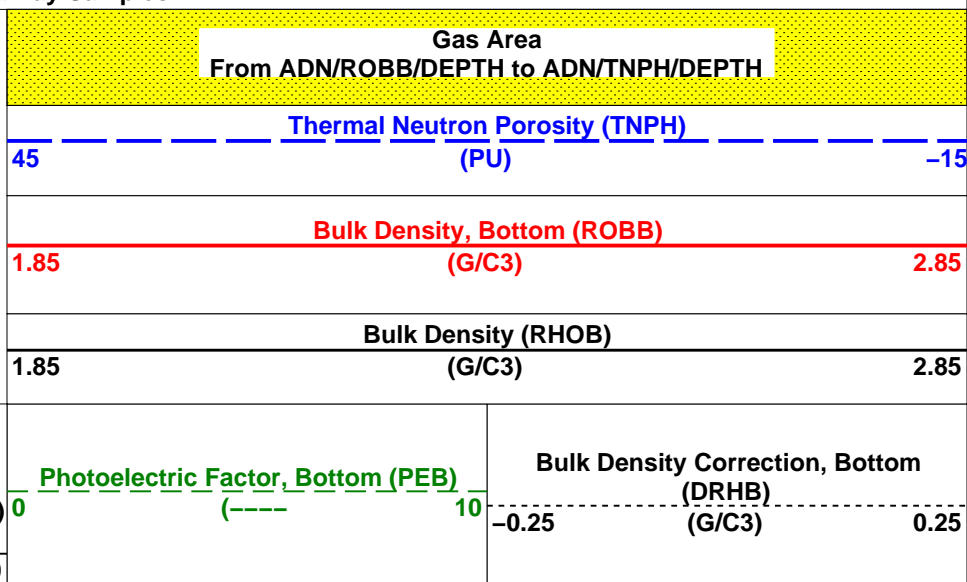 Gas Area
From ADN/ROBB/DEPTH to ADN/TNPH/DEPTH
Thermal Neutron Porosity (TNPH)
45 (PU) −15
Bulk Density, Bottom (ROBB)
1.85 (G/C3) 2.85
Bulk Density (RHOB)
1.85 (G/C3) 2.85
Photoelectric Factor, Bottom (PEB)
0 (−−−− 10
Bulk Density Correction, Bottom
(DRHB)
−0.25 (G/C3) 0.25